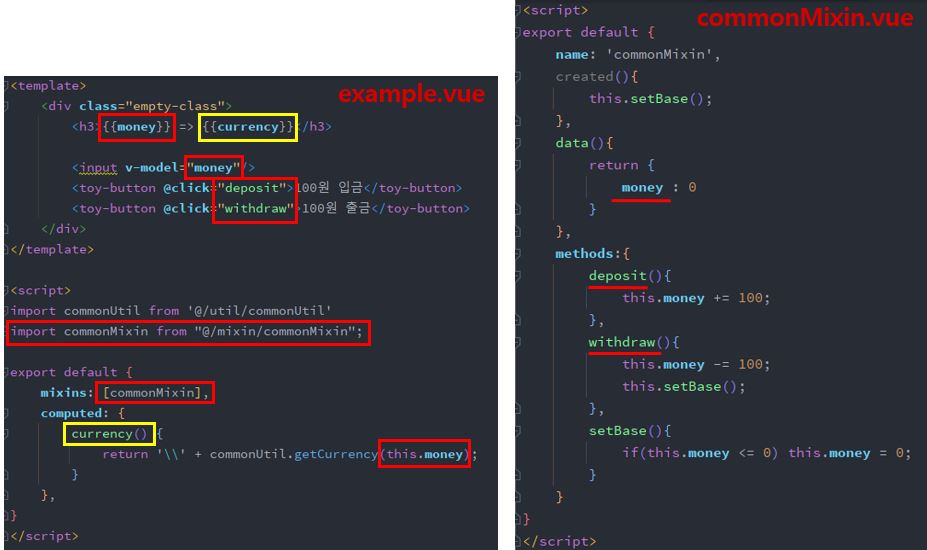 example.vue
<template>
<div class="empty-class">
<h3>{{money}} => {{currency}}</h3>
<input v-model="money"/>
<toy-button @click="deposit">100원 입금</toy-button>
<toy-button @click="withdraw">100원 출금</toy-button>
</div>
</template>
<script>
import commonUtil from '@/util/commonUtil'
import commonMixin from "@/mixin/commonMixin";
export default {
mixins: [commonMixin],
computed: {
currency() {
return '\\' + commonUtil.getCurrency(this.money);
}
},
}
</script>
commonMixin.vue
<script>
export default {
name: 'commonMixin',
created(){
this.setBase();
},
data(){
return {
money : 0
}
},
methods:{
deposit(){
this.money += 100;
},
withdraw(){
this.money -= 100;
this.setBase();
},
setBase(){
if(this.money <= 0) this.money = 0;
}
}
}
</script>